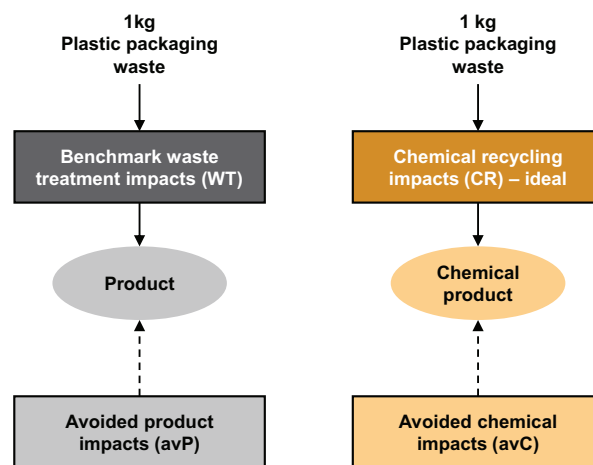 1kg
Plastic packaging
waste
Benchmark waste
treatment impacts (WT)
Product
Avoided product
impacts (avP)
1 kg
Plastic packaging
waste
Chemical recycling
impacts (CR) – ideal
Chemical
product
Avoided chemical
impacts (avC)